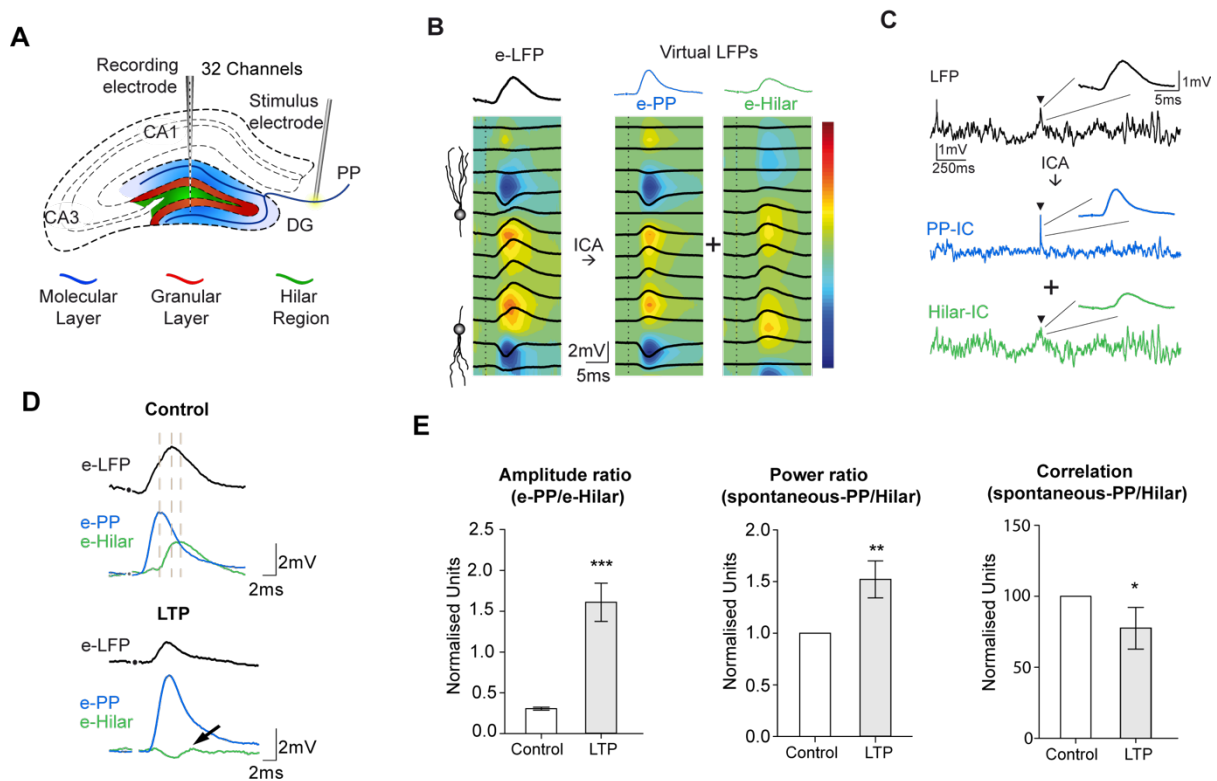 A
Recording
electrode
32 Channels
Stimulus
electrode
CA1
PP
CA3
DG
Molecular
Layer
Granular
Layer
Hilar
Region
B
e-LFP
Virtual LFPs
e-PP
e-Hilar
ICA
→
+
2mV
5ms
C
LFP
1mV
5ms
1mV
250ms
ICA
↓
PP-IC
+
Hilar-IC
D
Control
e-LFP
e-PP
e-Hilar
2mV
2ms
LTP
e-LFP
e-PP
e-Hilar
2mV
2ms
E
Amplitude ratio
(e-PP/e-Hilar)
Normalised Units
2.5
2.0
1.5
1.0
0.5
0.0
***
Control LTP
Power ratio
(spontaneous-PP/Hilar)
Normalised Units
2.0
1.5
1.0
0.5
0.0
**
Control LTP
Correlation
(spontaneous-PP/Hilar)
Normalised Units
150
100
50
0
*
Control LTP